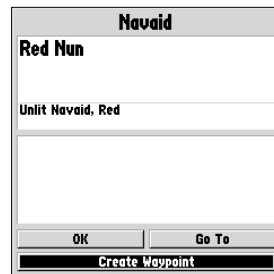 Navaid
Red Nun
Unlit Navaid, Red
OK
Go To
Create Waypoint